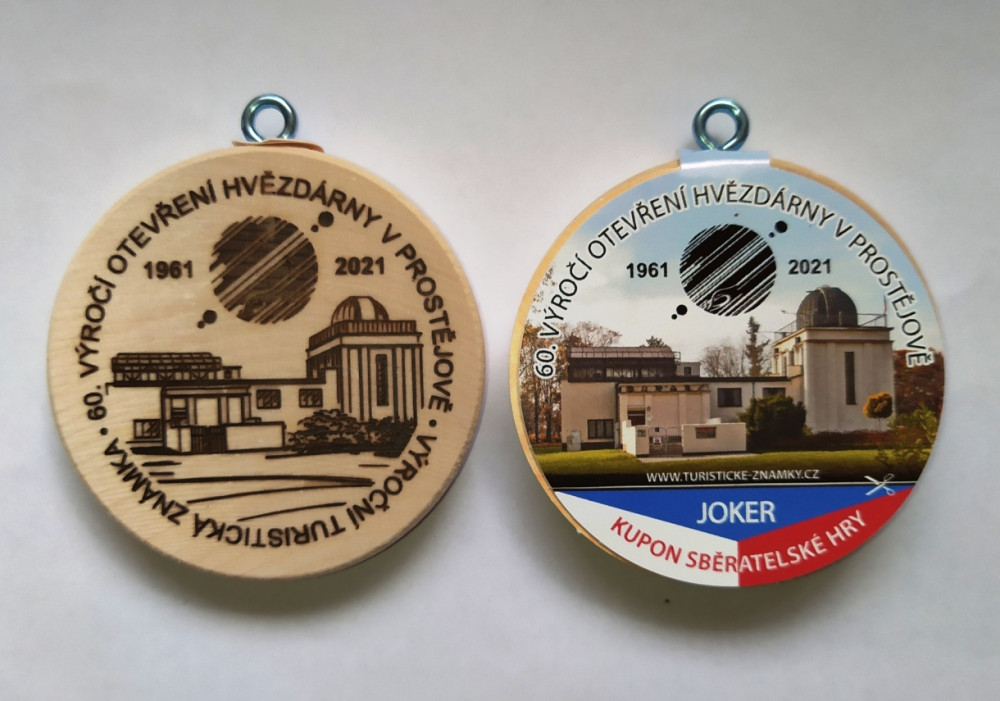 60. VÝROČÍ OTEVŘENÍ HVĚZDÁRNY V PROSTĚJOVĚ • VÝROČNÍ TURISTICKÁ ZNÁMKA •
1961 2021
60. VÝROČÍ OTEVŘENÍ HVĚZDÁRNY V PROSTĚJOVĚ
1961 2021
WWW.TURISTICKE-ZNAMKY.CZ
JOKER
KUPON SBĚRATELSKÉ HRY